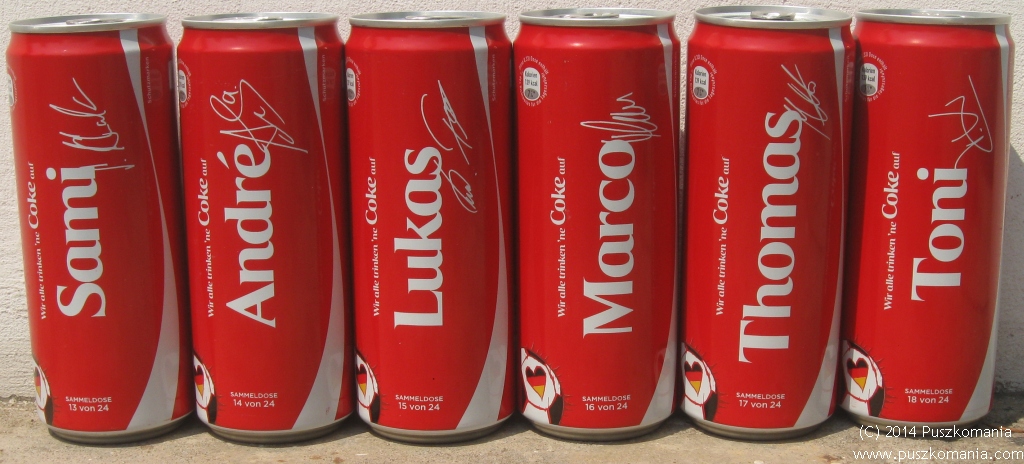 Wir alle trinken 'ne Coke auf
Sami
SAMMELDOSE
13 von 24
Wir alle trinken 'ne Coke auf
André
SAMMELDOSE
14 von 24
Wir alle trinken 'ne Coke auf
Lukas
SAMMELDOSE
15 von 24
Wir alle trinken 'ne Coke auf
Marco
SAMMELDOSE
16 von 24
Wir alle trinken 'ne Coke auf
Thomas
SAMMELDOSE
17 von 24
Wir alle trinken 'ne Coke auf
Toni
SAMMELDOSE
18 von 24
(C) 2014 Puszkomania
www.puszkomania.com